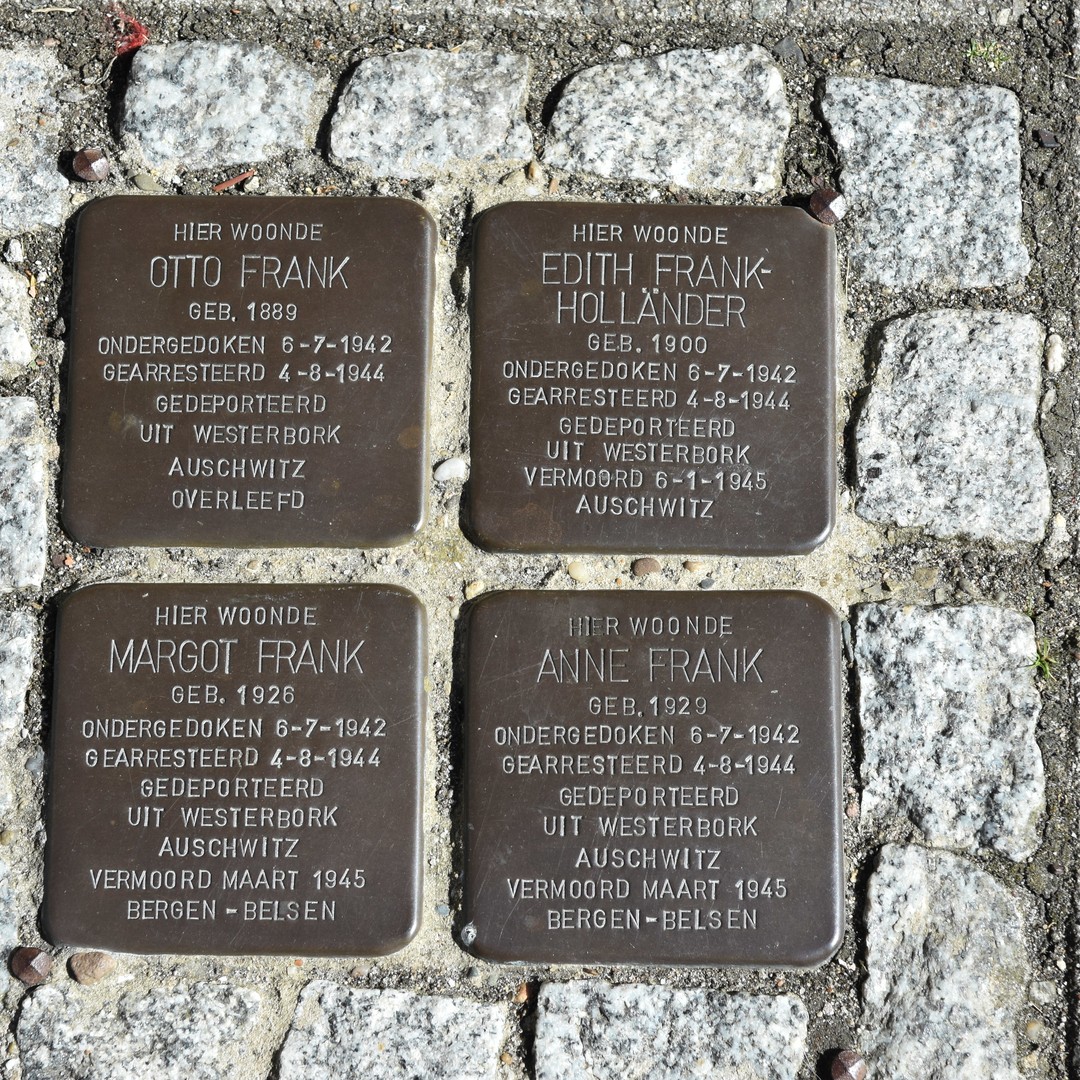 HIER WOONDE
OTTO FRANK
GEB. 1889
ONDERGEDOKEN 6-7-1942
GEARRESTEERD 4-8-1944
GEDEPORTEERD
UIT WESTERBORK
AUSCHWITZ
OVERLEEFD
HIER WOONDE
EDITH FRANK-
HOLLÄNDER
GEB. 1900
ONDERGEDOKEN 6-7-1942
GEARRESTEERD 4-8-1944
GEDEPORTEERD
UIT WESTERBORK
VERMOORD 6-1-1945
AUSCHWITZ
HIER WOONDE
MARGOT FRANK
GEB. 1926
ONDERGEDOKEN 6-7-1942
GEARRESTEERD 4-8-1944
GEDEPORTEERD
UIT WESTERBORK
AUSCHWITZ
VERMOORD MAART 1945
BERGEN-BELSEN
HIER WOONDE
ANNE FRANK
GEB. 1929
ONDERGEDOKEN 6-7-1942
GEARRESTEERD 4-8-1944
GEDEPORTEERD
UIT WESTERBORK
AUSCHWITZ
VERMOORD MAART 1945
BERGEN-BELSEN